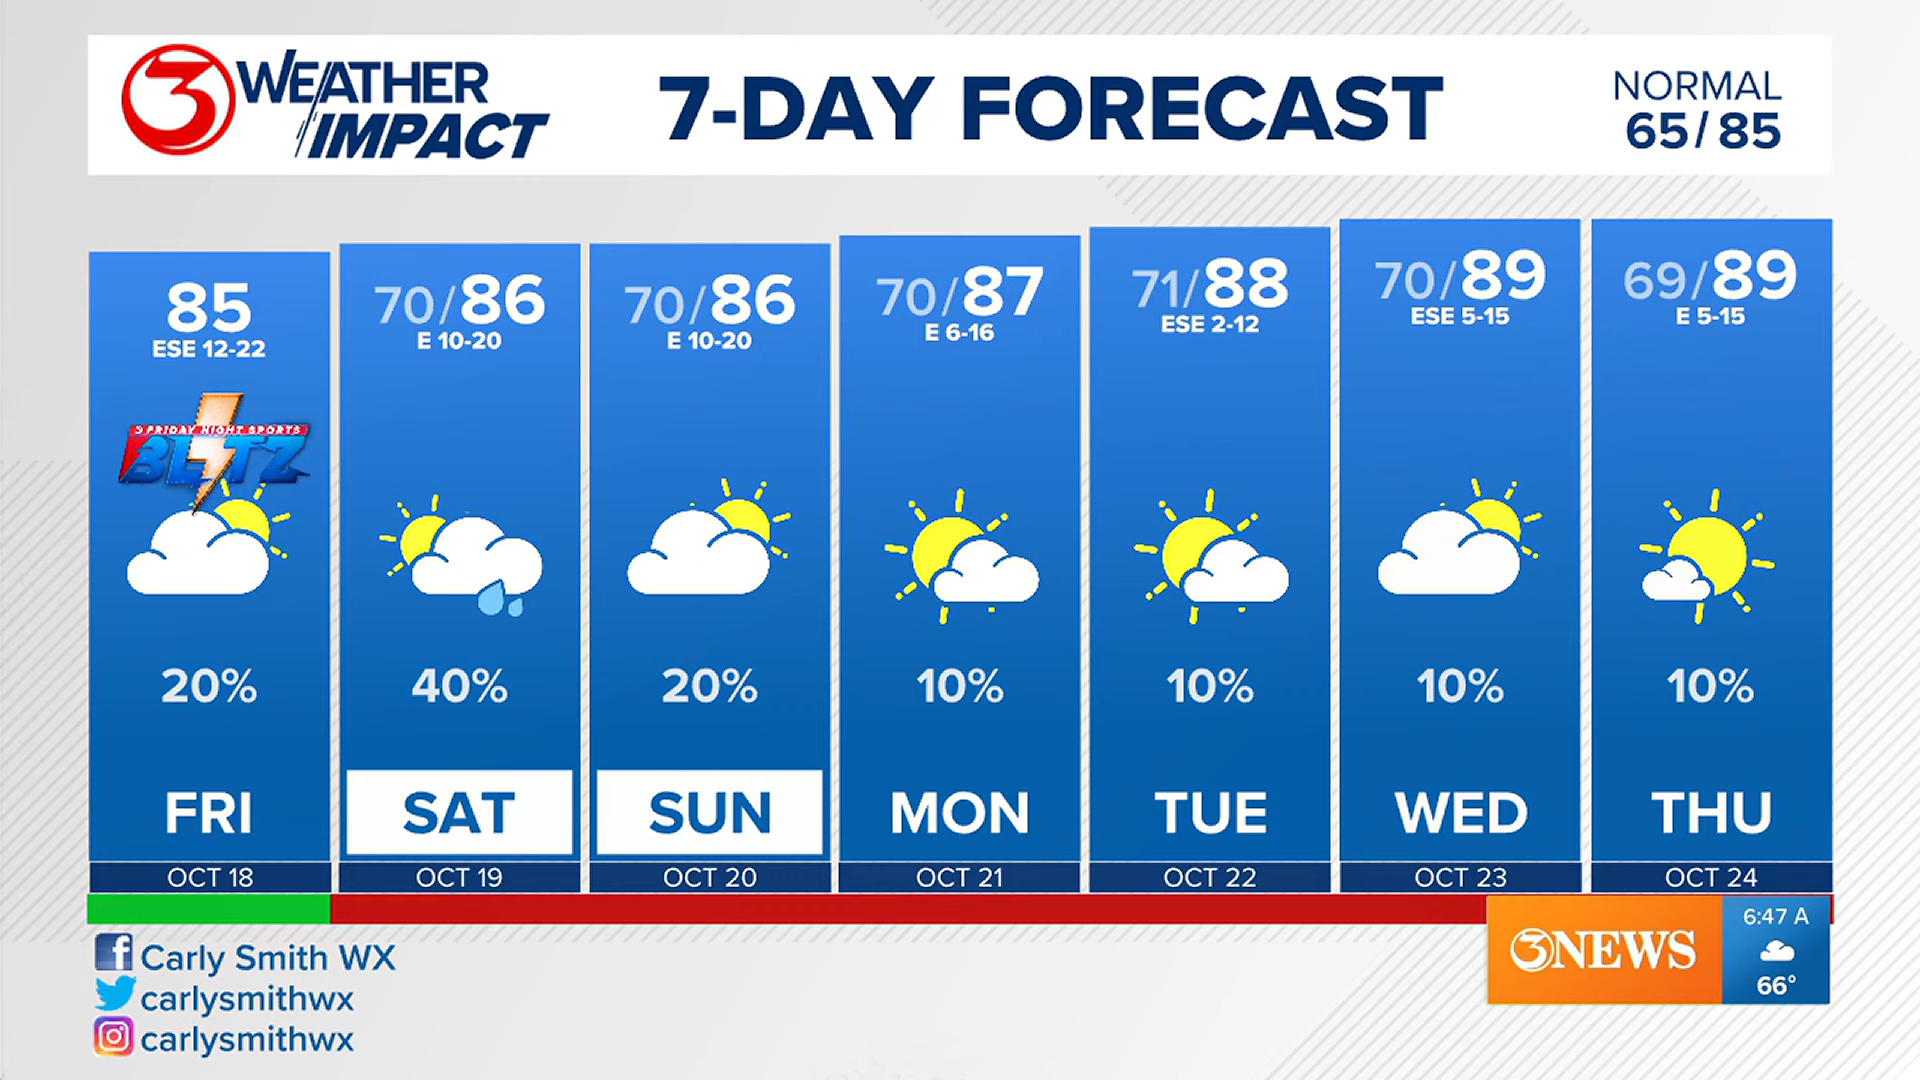 3 WEATHER IMPACT
7-DAY FORECAST
NORMAL
65/85
85
ESE 12-22
3 FRIDAY NIGHT SPORTS
BLITZ
20%
FRI
OCT 18
70/86
E 10-20
40%
SAT
OCT 19
70/86
E 10-20
20%
SUN
OCT 20
70/87
E 6-16
10%
MON
OCT 21
71/88
ESE 2-12
10%
TUE
OCT 22
70/89
ESE 5-15
10%
WED
OCT 23
69/89
E 5-15
10%
THU
OCT 24
f Carly Smith WX
carlysmithwx
carlysmithwx
3NEWS
6:47 A
66°